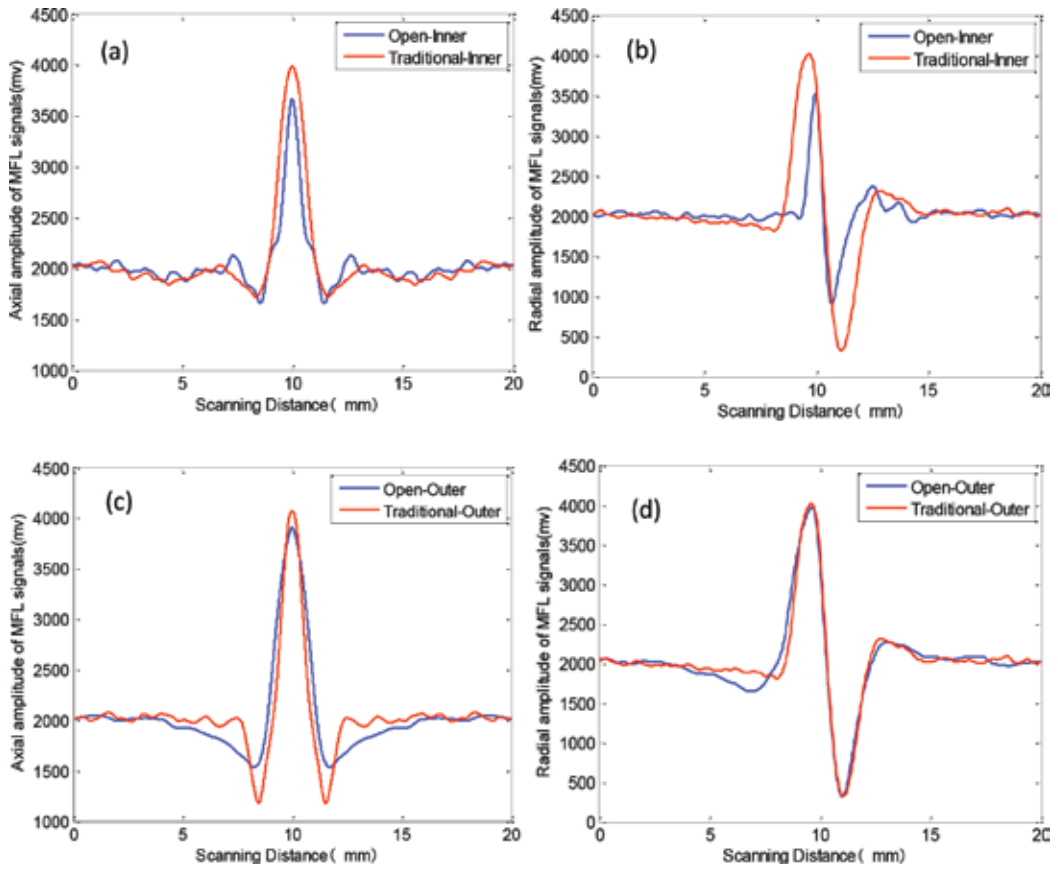 (a)
Open-Inner
Traditional-Inner
Axial amplitude of MFL signals(mv)
4500
4000
3500
3000
2500
2000
1500
1000
0 5 10 15 20
Scanning Distance( mm)
(b)
Open-Inner
Traditional-Inner
Radial amplitude of MFL signals(mv)
4500
4000
3500
3000
2500
2000
1500
1000
500
0
0 5 10 15 20
Scanning Distance( mm)
(c)
Open-Outer
Traditional-Outer
Axial amplitude of MFL signals(mv)
4500
4000
3500
3000
2500
2000
1500
1000
0 5 10 15 20
Scanning Distance( mm)
(d)
Open-Outer
Traditional-Outer
Radial amplitude of MFL signals(mv)
4500
4000
3500
3000
2500
2000
1500
1000
500
0
0 5 10 15 20
Scanning Distance( mm)